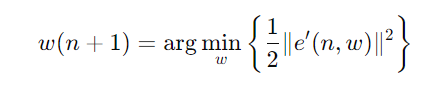 w(n + 1) = arg min_w { 1/2 ‖e′(n, w)‖² }